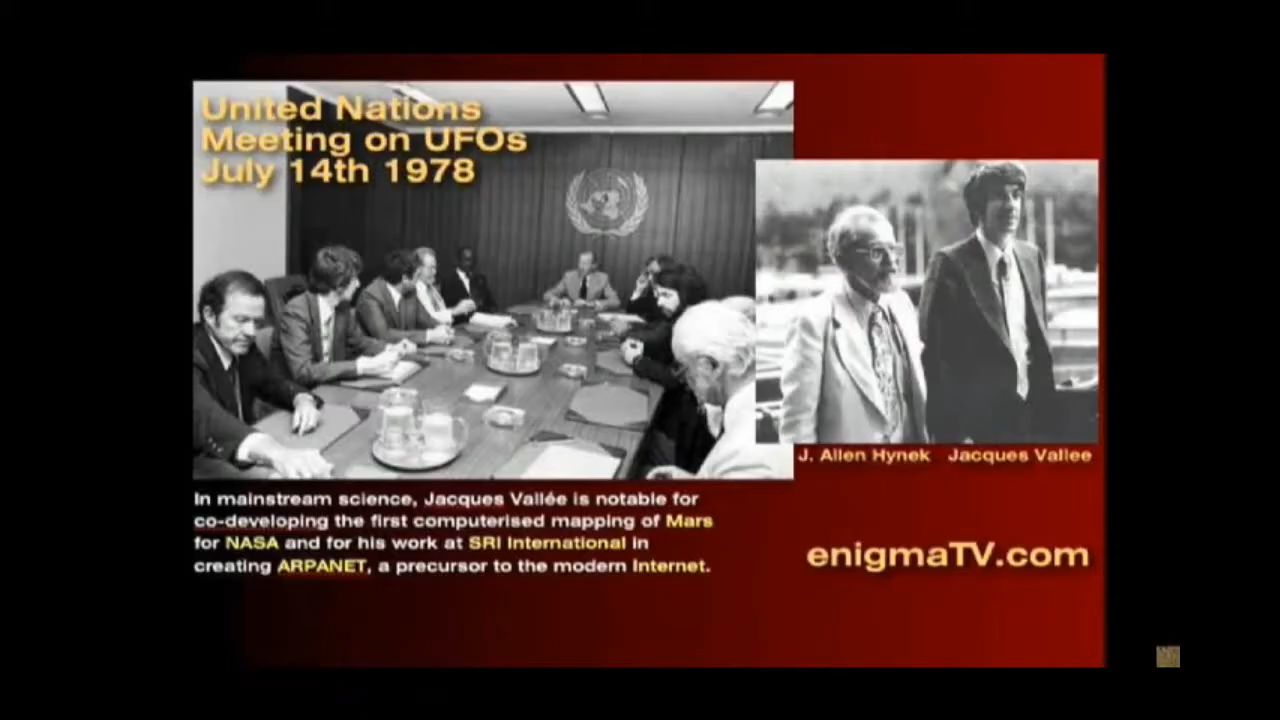 United Nations
Meeting on UFOs
July 14th 1978
J. Allen Hynek Jacques Vallee
In mainstream science, Jacques Vallée is notable for
co-developing the first computerised mapping of Mars
for NASA and for his work at SRI International in
creating ARPANET, a precursor to the modern Internet.
enigmaTV.com